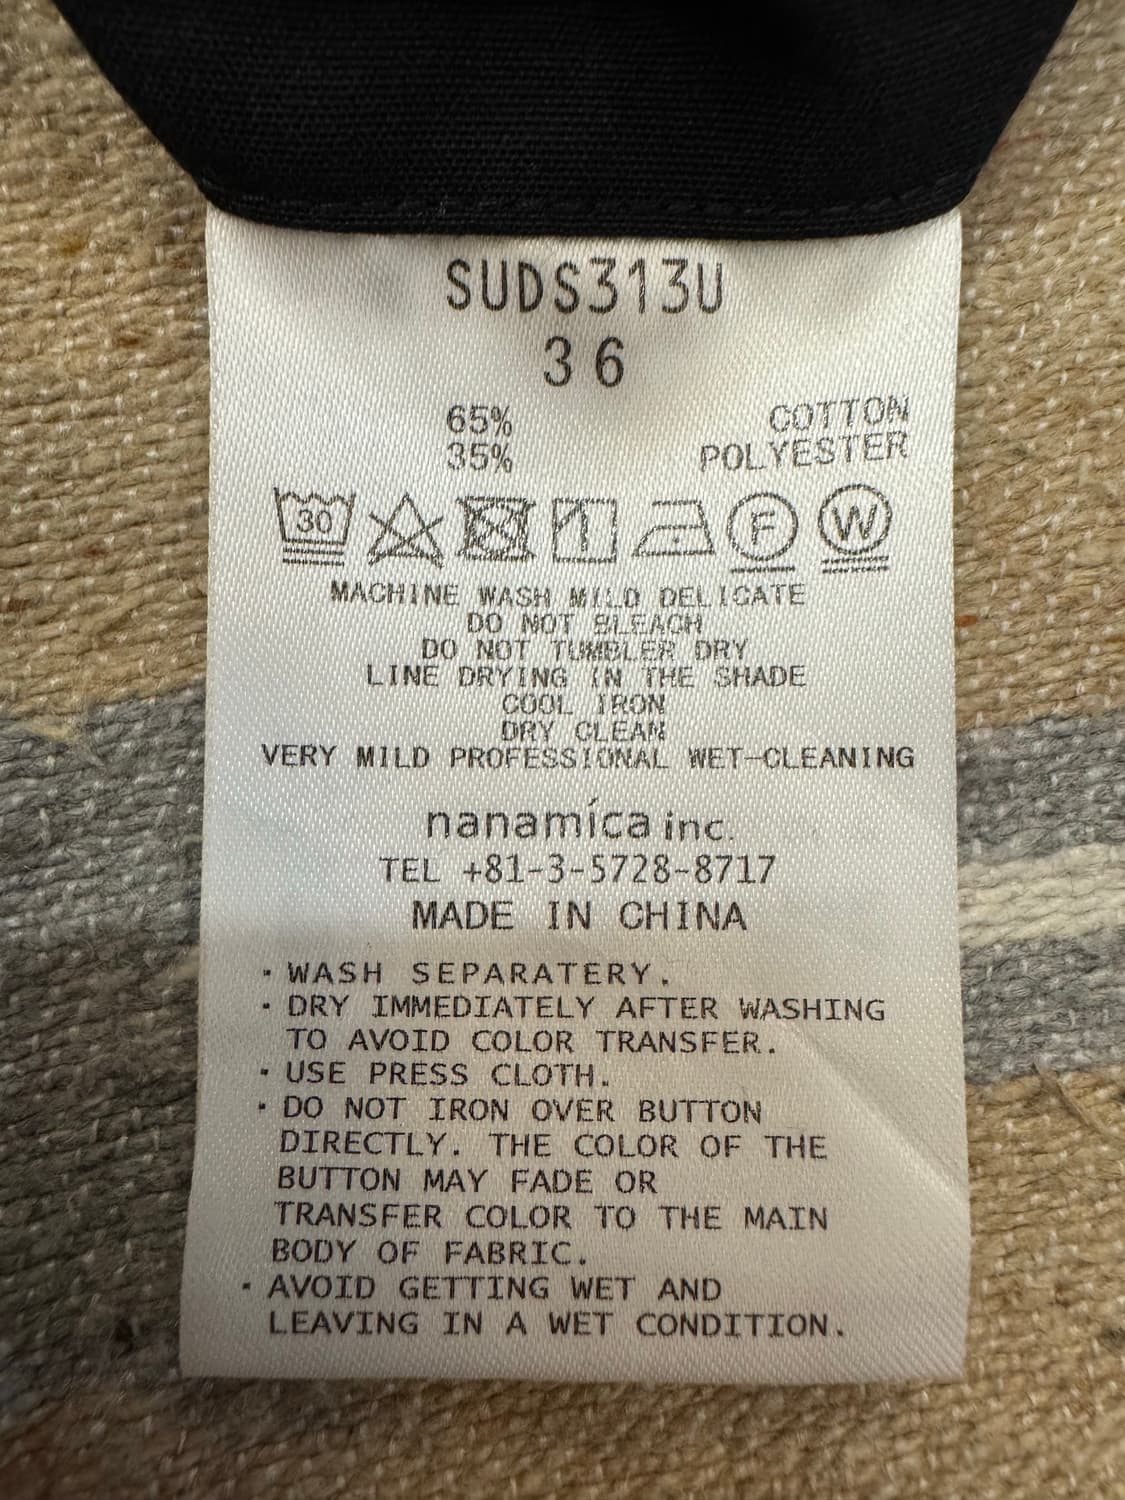 SUDS313U
36
65% COTTON
35% POLYESTER
30 F W
MACHINE WASH MILD DELICATE
DO NOT BLEACH
DO NOT TUMBLER DRY
LINE DRYING IN THE SHADE
COOL IRON
DRY CLEAN
VERY MILD PROFESSIONAL WET-CLEANING
nanamíca inc.
TEL +81-3-5728-8717
MADE IN CHINA
・WASH SEPARATERY.
・DRY IMMEDIATELY AFTER WASHING
TO AVOID COLOR TRANSFER.
・USE PRESS CLOTH.
・DO NOT IRON OVER BUTTON
DIRECTLY. THE COLOR OF THE
BUTTON MAY FADE OR
TRANSFER COLOR TO THE MAIN
BODY OF FABRIC.
・AVOID GETTING WET AND
LEAVING IN A WET CONDITION.